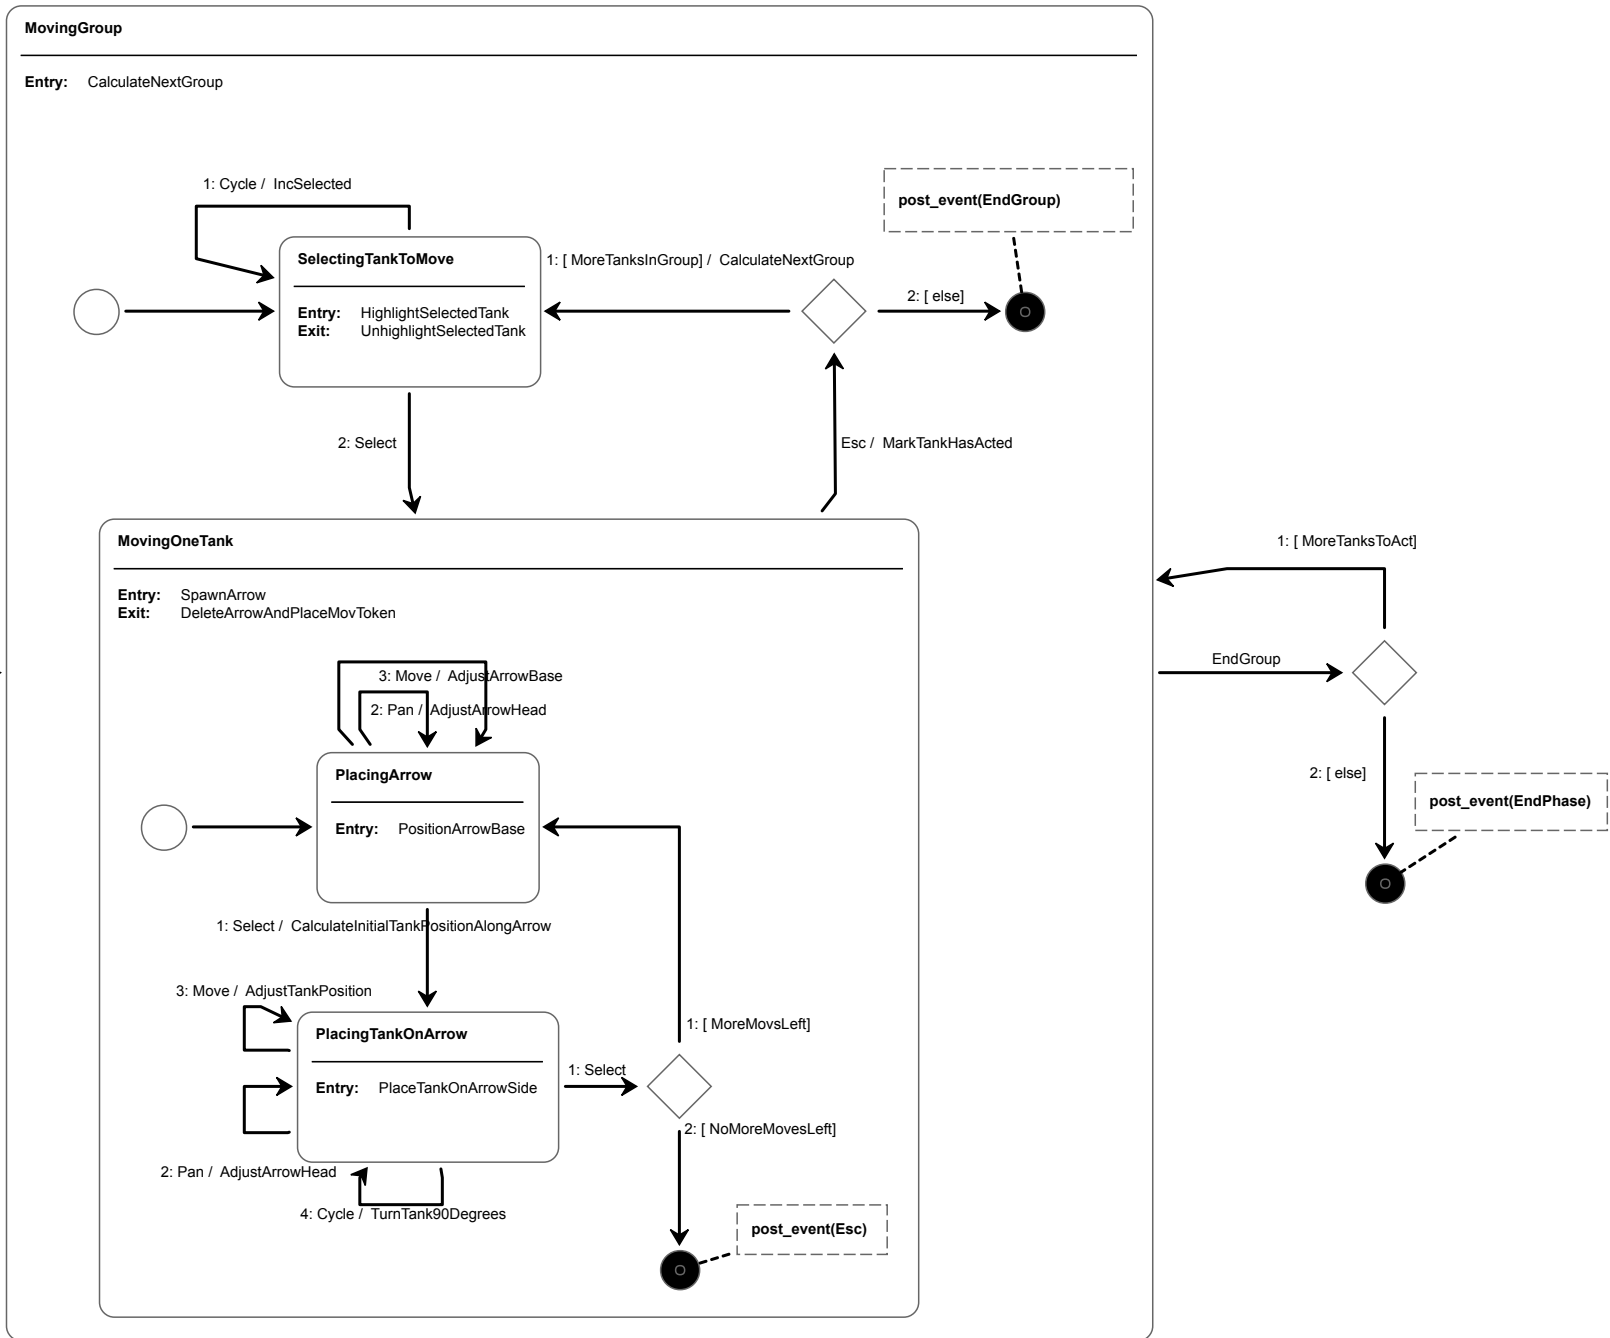 MovingGroup
Entry: CalculateNextGroup
1: Cycle / IncSelected
post_event(EndGroup)
SelectingTankToMove
1: [ MoreTanksInGroup] / CalculateNextGroup
2: [ else]
Entry: HighlightSelectedTank
Exit: UnhighlightSelectedTank
2: Select
Esc / MarkTankHasActed
MovingOneTank
1: [ MoreTanksToAct]
Entry: SpawnArrow
Exit: DeleteArrowAndPlaceMovToken
EndGroup
3: Move / AdjustArrowBase
2: Pan / AdjustArrowHead
PlacingArrow
2: [ else]
post_event(EndPhase)
Entry: PositionArrowBase
1: Select / CalculateInitialTankPositionAlongArrow
3: Move / AdjustTankPosition
PlacingTankOnArrow
1: [ MoreMovsLeft]
1: Select
Entry: PlaceTankOnArrowSide
2: [ NoMoreMovesLeft]
2: Pan / AdjustArrowHead
4: Cycle / TurnTank90Degrees
post_event(Esc)